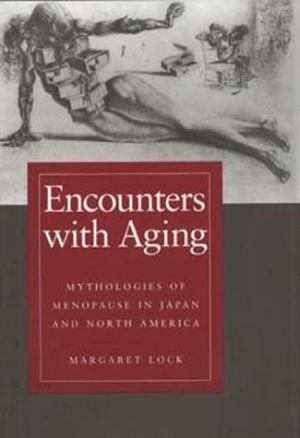 Encounters
with Aging
MYTHOLOGIES OF
MENOPAUSE IN JAPAN
AND NORTH AMERICA
MARGARET LOCK